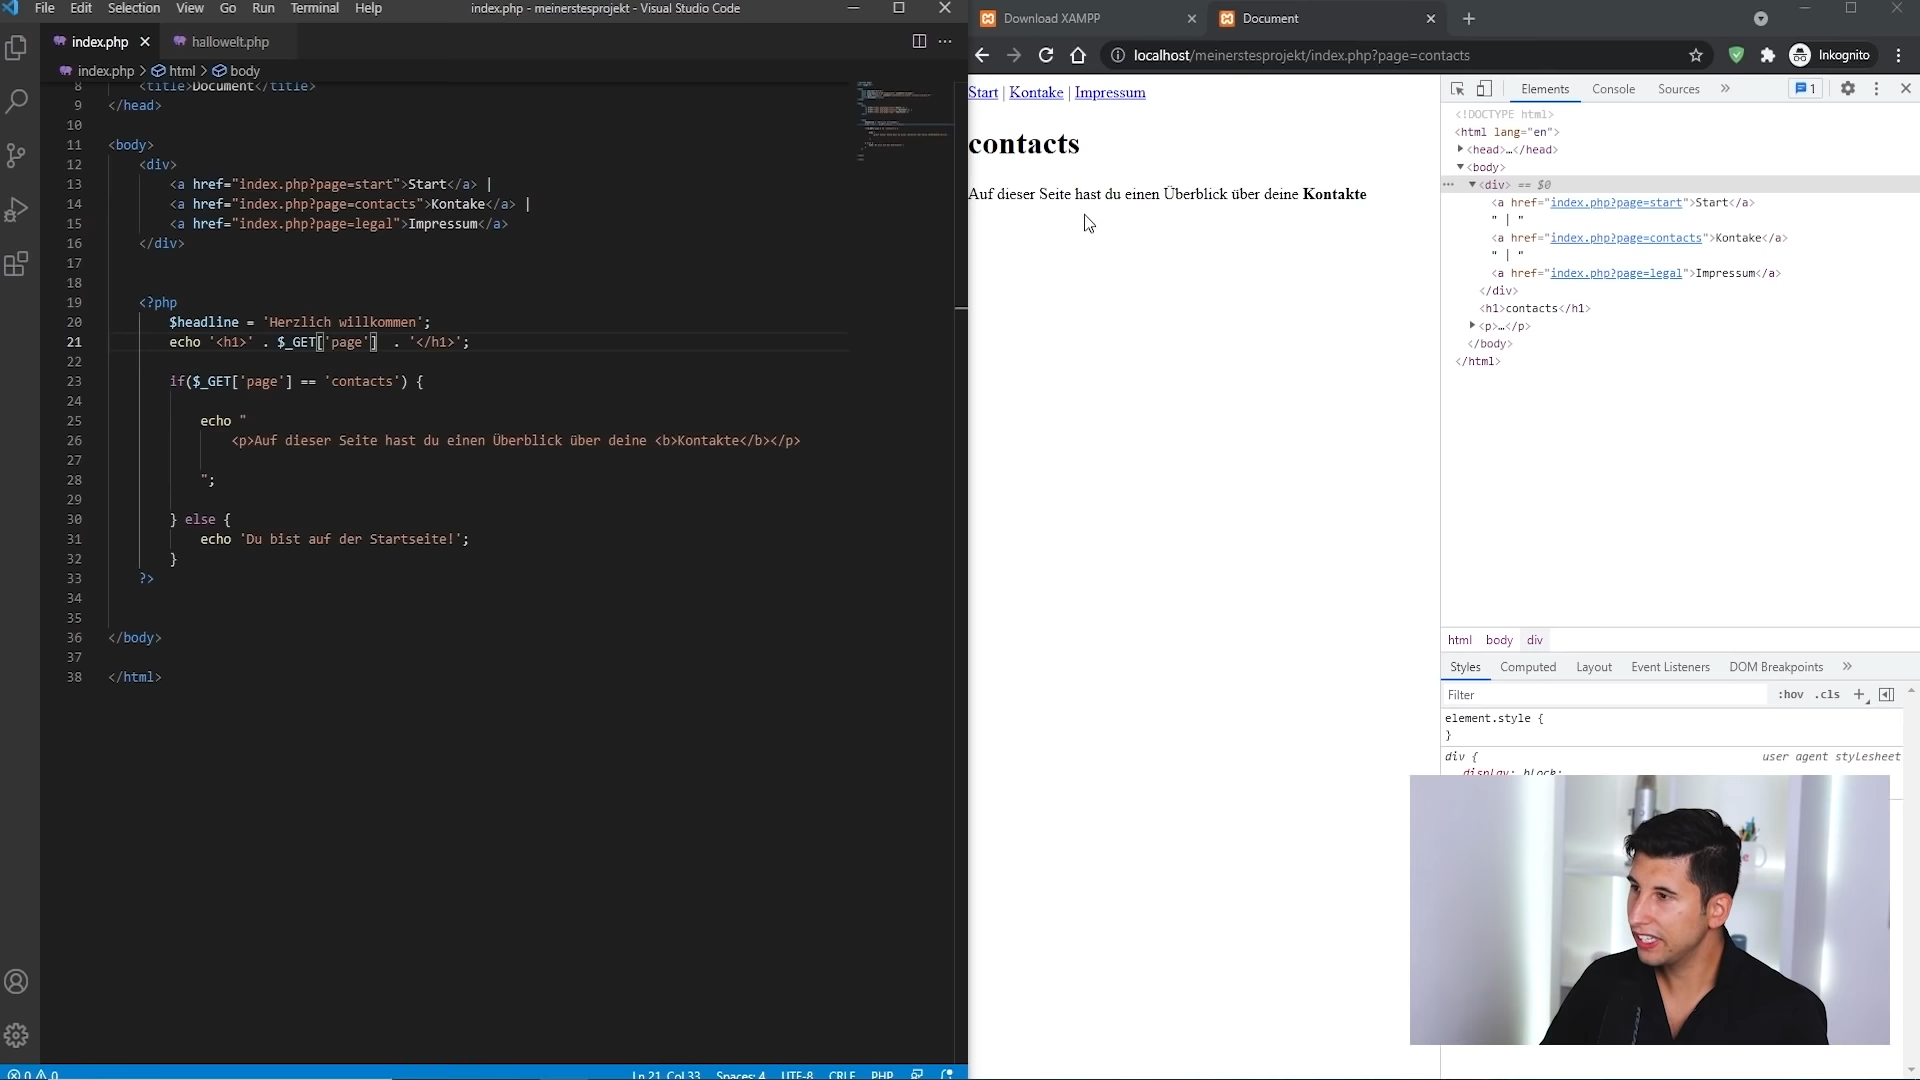 File Edit Selection View Go Run Terminal Help
index.php - meinerstesprojekt - Visual Studio Code
index.php
hallowelt.php
index.php > html > body
8 <title>Document</title>
9 </head>
10
11 <body>
12 <div>
13 <a href="index.php?page=start">Start</a> |
14 <a href="index.php?page=contacts">Kontake</a> |
15 <a href="index.php?page=legal">Impressum</a>
16 </div>
17
18
19 <?php
20 $headline = 'Herzlich willkommen';
21 echo '<h1>' . $_GET['page'] . '</h1>';
22
23 if($_GET['page'] == 'contacts') {
24
25 echo "
26 <p>Auf dieser Seite hast du einen Überblick über deine <b>Kontakte</b></p>
27
28 ";
29
30 } else {
31 echo 'Du bist auf der Startseite!';
32 }
33 ?>
34
35
36 </body>
37
38 </html>
0 0
Ln 21, Col 33 Spaces: 4 UTF-8 CRLF PHP
Download XAMPP
Document
localhost/meinerstesprojekt/index.php?page=contacts
Inkognito
Start | Kontake | Impressum
contacts
Auf dieser Seite hast du einen Überblick über deine Kontakte
Elements Console Sources » 1
<!DOCTYPE html>
<html lang="en">
<head>…</head>
<body>
<div> == $0
<a href="index.php?page=start">Start</a>
" | "
<a href="index.php?page=contacts">Kontake</a>
" | "
<a href="index.php?page=legal">Impressum</a>
</div>
<h1>contacts</h1>
<p>…</p>
</body>
</html>
html body div
Styles Computed Layout Event Listeners DOM Breakpoints »
Filter
:hov .cls +
element.style {
}
div {
user agent stylesheet
display: block;